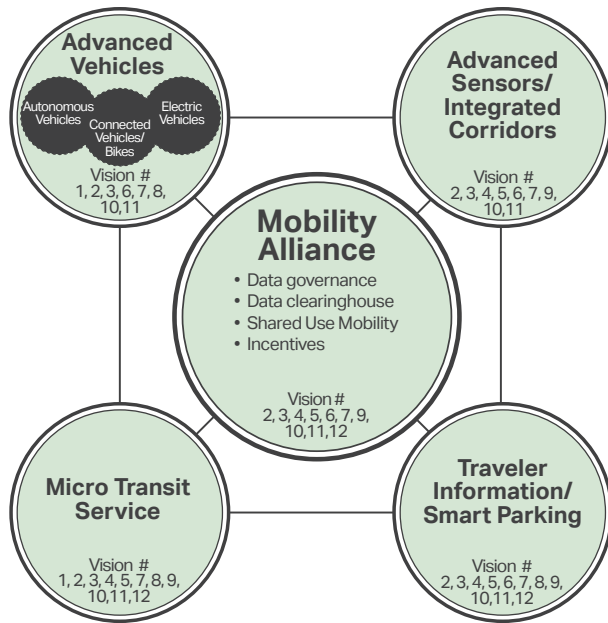 Advanced
Vehicles
Autonomous
Vehicles
Connected
Vehicles/
Bikes
Electric
Vehicles
Vision #
1, 2, 3, 6, 7, 8,
10,11
Advanced
Sensors/
Integrated
Corridors
Vision #
2, 3, 4, 5, 6, 7, 9,
10,11
Mobility
Alliance
• Data governance
• Data clearinghouse
• Shared Use Mobility
• Incentives
Vision #
2, 3, 4, 5, 6, 7, 9,
10,11,12
Micro Transit
Service
Vision #
1, 2, 3, 4, 5, 7, 8, 9,
10,11,12
Traveler
Information/
Smart Parking
Vision #
2, 3, 4, 5, 6, 7, 8, 9,
10,11,12